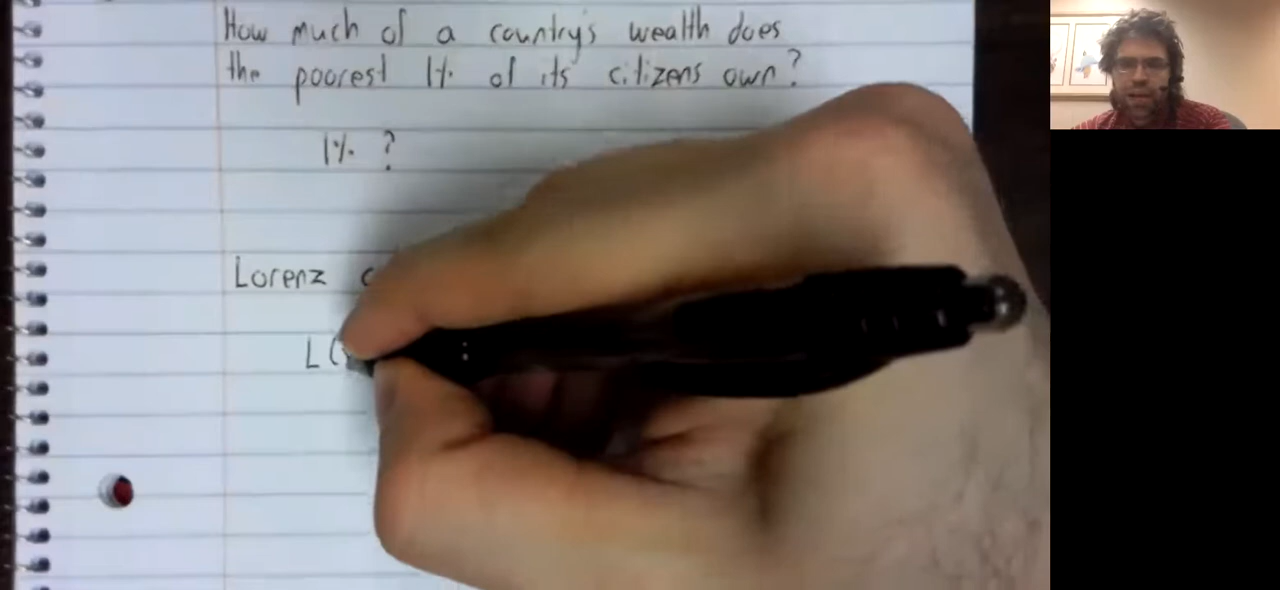 How much of a country's wealth does
the poorest 1% of its citizens own?
1% ?
Lorenz
L(